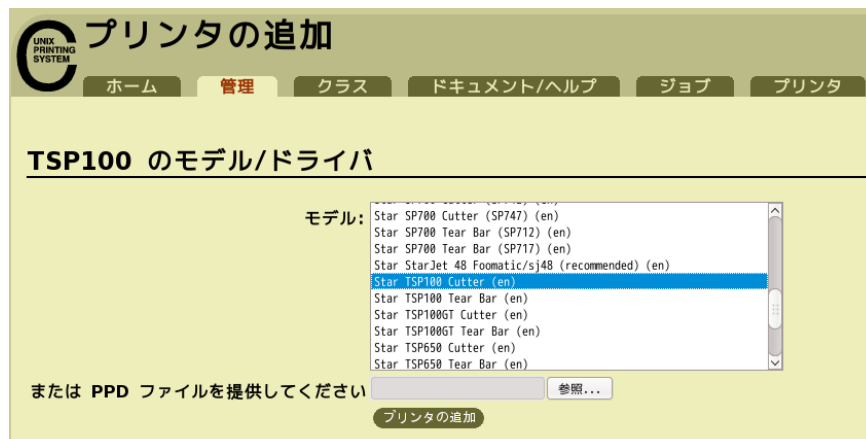 UNIX
PRINTING
SYSTEM
プリンタの追加
ホーム 管理 クラス ドキュメント/ヘルプ ジョブ プリンタ
TSP100 のモデル/ドライバ
モデル:
Star SP700 Cutter (SP747) (en)
Star SP700 Tear Bar (SP712) (en)
Star SP700 Tear Bar (SP717) (en)
Star StarJet 48 Foomatic/sj48 (recommended) (en)
Star TSP100 Cutter (en)
Star TSP100 Tear Bar (en)
Star TSP100GT Cutter (en)
Star TSP100GT Tear Bar (en)
Star TSP650 Cutter (en)
Star TSP650 Tear Bar (en)
または PPD ファイルを提供してください 参照...
プリンタの追加